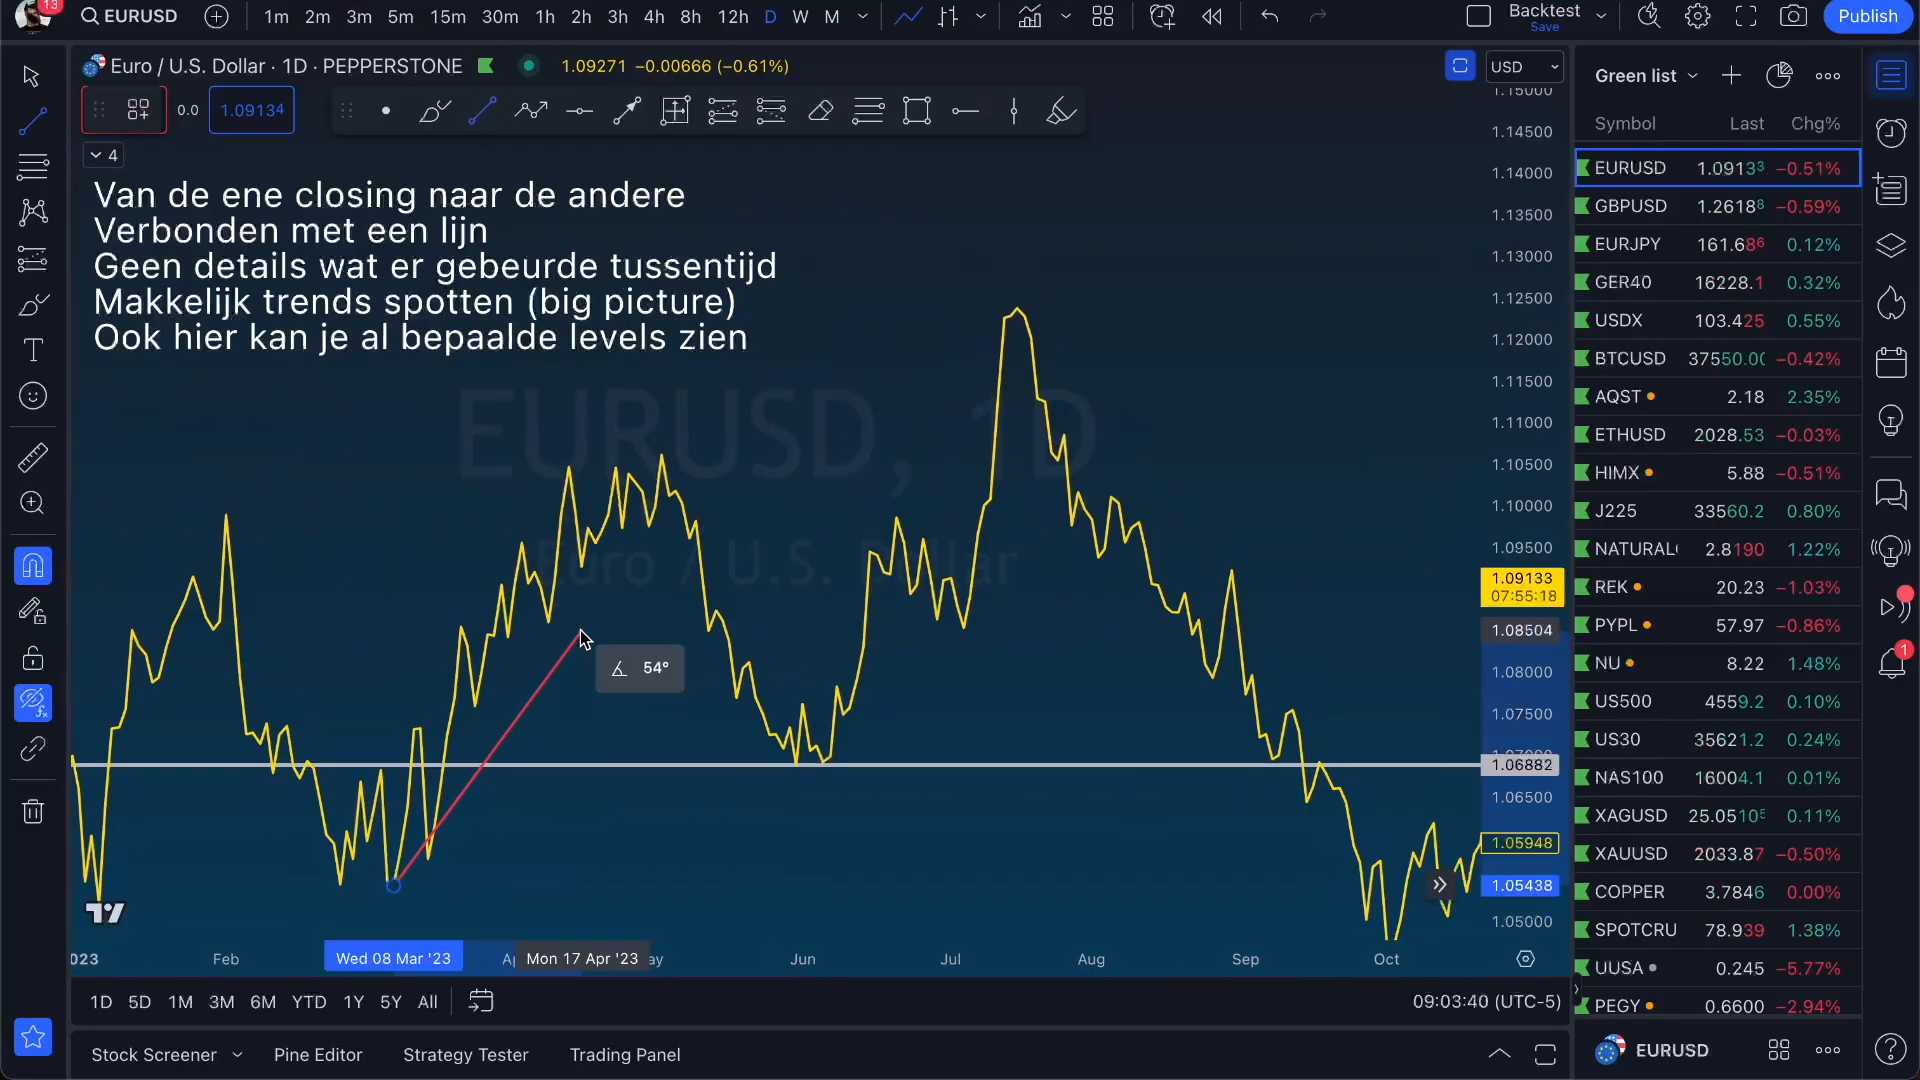 13
EURUSD
1m 2m 3m 5m 15m 30m 1h 2h 3h 4h 8h 12h D W M
Backtest
Save
Publish
Euro / U.S. Dollar · 1D · PEPPERSTONE
1.09271 −0.00666 (−0.61%)
USD
0.0
1.09134
4
Van de ene closing naar de andere
Verbonden met een lijn
Geen details wat er gebeurde tussentijd
Makkelijk trends spotten (big picture)
Ook hier kan je al bepaalde levels zien
EURUSD, 1D
Euro / U.S. Dollar
54°
1.15000
1.14500
1.14000
1.13500
1.13000
1.12500
1.12000
1.11500
1.11000
1.10500
1.10000
1.09500
1.09133
07:55:18
1.08504
1.08000
1.07500
1.07000
1.06882
1.06500
1.05948
1.05438
1.05000
023 Feb Wed 08 Mar '23 Ap Mon 17 Apr '23 ay Jun Jul Aug Sep Oct
1D 5D 1M 3M 6M YTD 1Y 5Y All
09:03:40 (UTC-5)
Stock Screener Pine Editor Strategy Tester Trading Panel
Green list
Symbol Last Chg%
EURUSD 1.09133 −0.51%
GBPUSD 1.26188 −0.59%
EURJPY 161.686 0.12%
GER40 16228.1 0.32%
USDX 103.425 0.55%
BTCUSD 37550.00 −0.42%
AQST 2.18 2.35%
ETHUSD 2028.53 −0.03%
HIMX 5.88 −0.51%
J225 33560.2 0.80%
NATURAL 2.8190 1.22%
REK 20.23 −1.03%
PYPL 57.97 −0.86%
NU 8.22 1.48%
US500 4559.2 0.10%
US30 35621.2 0.24%
NAS100 16004.1 0.01%
XAGUSD 25.05105 0.11%
XAUUSD 2033.87 −0.50%
COPPER 3.7846 0.00%
SPOTCRU 78.939 1.38%
UUSA 0.245 −5.77%
PEGY 0.6600 −2.94%
EURUSD
1